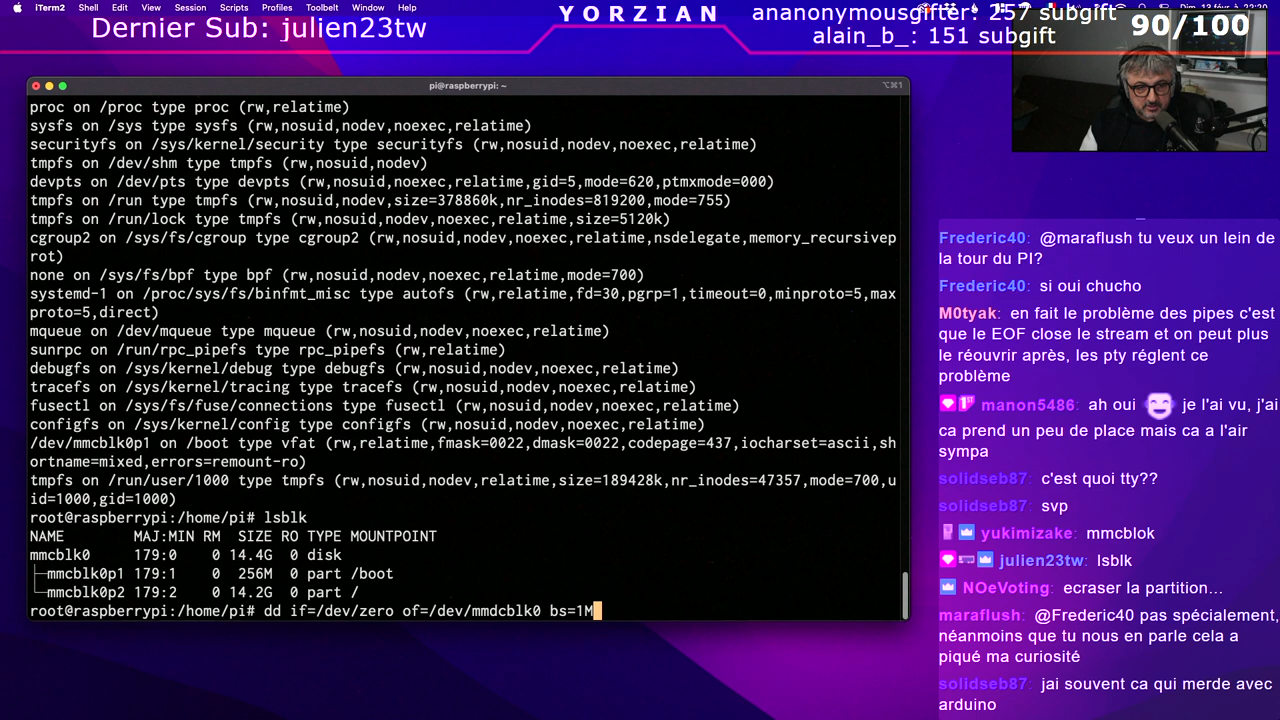 iTerm2 Shell Edit View Session Scripts Profiles Toolbelt Window Help
Dernier Sub: julien23tw
YORZIAN
ananonymousgifter: 257 subgift
alain_b_: 151 subgift
90/100
pi@raspberrypi: ~
⌥⌘1
proc on /proc type proc (rw,relatime)
sysfs on /sys type sysfs (rw,nosuid,nodev,noexec,relatime)
securityfs on /sys/kernel/security type securityfs (rw,nosuid,nodev,noexec,relatime)
tmpfs on /dev/shm type tmpfs (rw,nosuid,nodev)
devpts on /dev/pts type devpts (rw,nosuid,noexec,relatime,gid=5,mode=620,ptmxmode=000)
tmpfs on /run type tmpfs (rw,nosuid,nodev,size=378860k,nr_inodes=819200,mode=755)
tmpfs on /run/lock type tmpfs (rw,nosuid,nodev,noexec,relatime,size=5120k)
cgroup2 on /sys/fs/cgroup type cgroup2 (rw,nosuid,nodev,noexec,relatime,nsdelegate,memory_recursivep
rot)
none on /sys/fs/bpf type bpf (rw,nosuid,nodev,noexec,relatime,mode=700)
systemd-1 on /proc/sys/fs/binfmt_misc type autofs (rw,relatime,fd=30,pgrp=1,timeout=0,minproto=5,max
proto=5,direct)
mqueue on /dev/mqueue type mqueue (rw,nosuid,nodev,noexec,relatime)
sunrpc on /run/rpc_pipefs type rpc_pipefs (rw,relatime)
debugfs on /sys/kernel/debug type debugfs (rw,nosuid,nodev,noexec,relatime)
tracefs on /sys/kernel/tracing type tracefs (rw,nosuid,nodev,noexec,relatime)
fusectl on /sys/fs/fuse/connections type fusectl (rw,nosuid,nodev,noexec,relatime)
configfs on /sys/kernel/config type configfs (rw,nosuid,nodev,noexec,relatime)
/dev/mmcblk0p1 on /boot type vfat (rw,relatime,fmask=0022,dmask=0022,codepage=437,iocharset=ascii,sh
ortname=mixed,errors=remount-ro)
tmpfs on /run/user/1000 type tmpfs (rw,nosuid,nodev,relatime,size=189428k,nr_inodes=47357,mode=700,u
id=1000,gid=1000)
root@raspberrypi:/home/pi# lsblk
NAME MAJ:MIN RM SIZE RO TYPE MOUNTPOINT
mmcblk0 179:0 0 14.4G 0 disk
├─mmcblk0p1 179:1 0 256M 0 part /boot
└─mmcblk0p2 179:2 0 14.2G 0 part /
root@raspberrypi:/home/pi# dd if=/dev/zero of=/dev/mmdcblk0 bs=1M
Frederic40: @maraflush tu veux un lein de
la tour du PI?
Frederic40: si oui chucho
M0tyak: en fait le problème des pipes c'est
que le EOF close le stream et on peut plus
le réouvrir après, les pty réglent ce
problème
manon5486: ah oui je l'ai vu, j'ai
ca prend un peu de place mais ca a l'air
sympa
solidseb87: c'est quoi tty??
solidseb87: svp
yukimizake: mmcblok
julien23tw: lsblk
NOeVoting: ecraser la partition...
maraflush: @Frederic40 pas spécialement,
néanmoins que tu nous en parle cela a
piqué ma curiosité
solidseb87: jai souvent ca qui merde avec
arduino